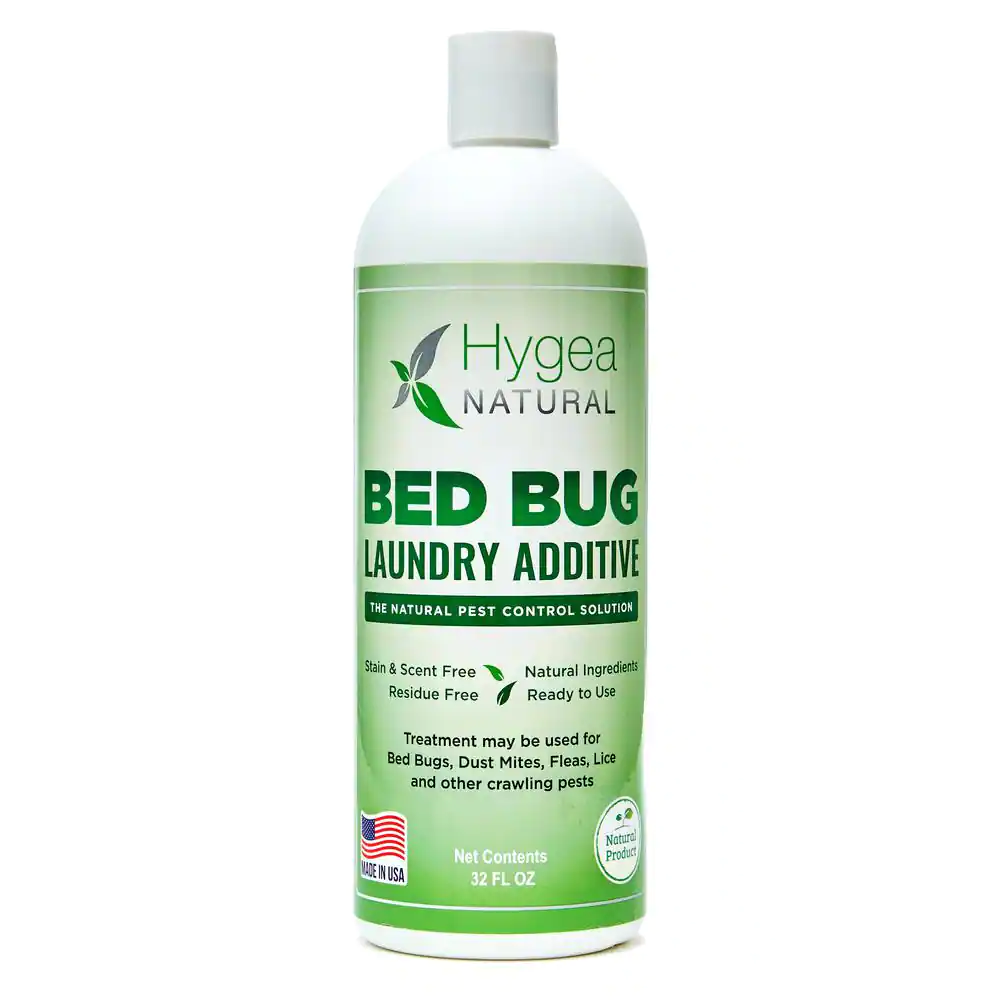 Hygea
NATURAL
BED BUG
LAUNDRY ADDITIVE
THE NATURAL PEST CONTROL SOLUTION
Stain & Scent Free Natural Ingredients
Residue Free Ready to Use
Treatment may be used for
Bed Bugs, Dust Mites, Fleas, Lice
and other crawling pests
MADE IN USA
Net Contents
32 FL OZ
Natural
Product